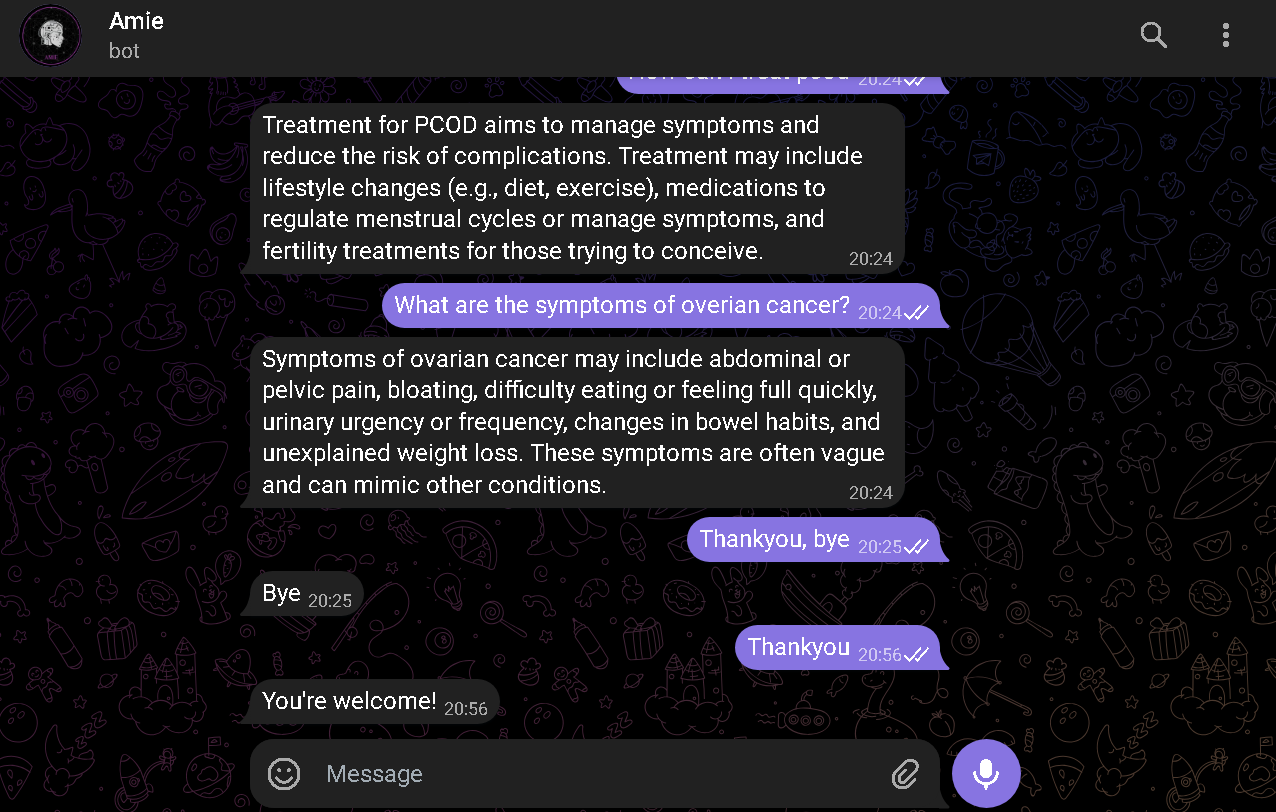 Amie
bot
How can I treat pcod 20:24
Treatment for PCOD aims to manage symptoms and
reduce the risk of complications. Treatment may include
lifestyle changes (e.g., diet, exercise), medications to
regulate menstrual cycles or manage symptoms, and
fertility treatments for those trying to conceive. 20:24
What are the symptoms of overian cancer? 20:24
Symptoms of ovarian cancer may include abdominal or
pelvic pain, bloating, difficulty eating or feeling full quickly,
urinary urgency or frequency, changes in bowel habits, and
unexplained weight loss. These symptoms are often vague
and can mimic other conditions. 20:24
Thankyou, bye 20:25
Bye 20:25
Thankyou 20:56
You're welcome! 20:56
Message